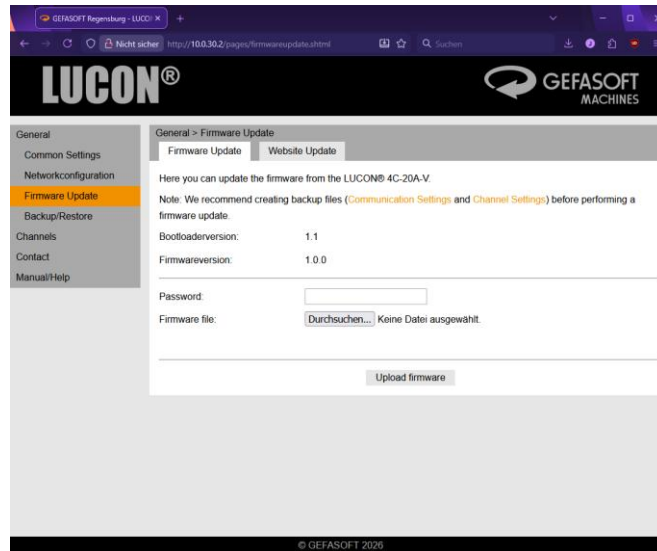 GEFASOFT Regensburg - LUCO
Nicht sicher http://10.0.30.2/pages/firmwareupdate.shtml
Suchen
LUCON®
GEFASOFT
MACHINES
General
Common Settings
Networkconfiguration
Firmware Update
Backup/Restore
Channels
Contact
Manual/Help
General > Firmware Update
Firmware Update Website Update
Here you can update the firmware from the LUCON® 4C-20A-V.
Note: We recommend creating backup files (Communication Settings and Channel Settings) before performing a
firmware update.
Bootloaderversion: 1.1
Firmwareversion: 1.0.0
Password:
Firmware file: Durchsuchen... Keine Datei ausgewählt.
Upload firmware
© GEFASOFT 2026